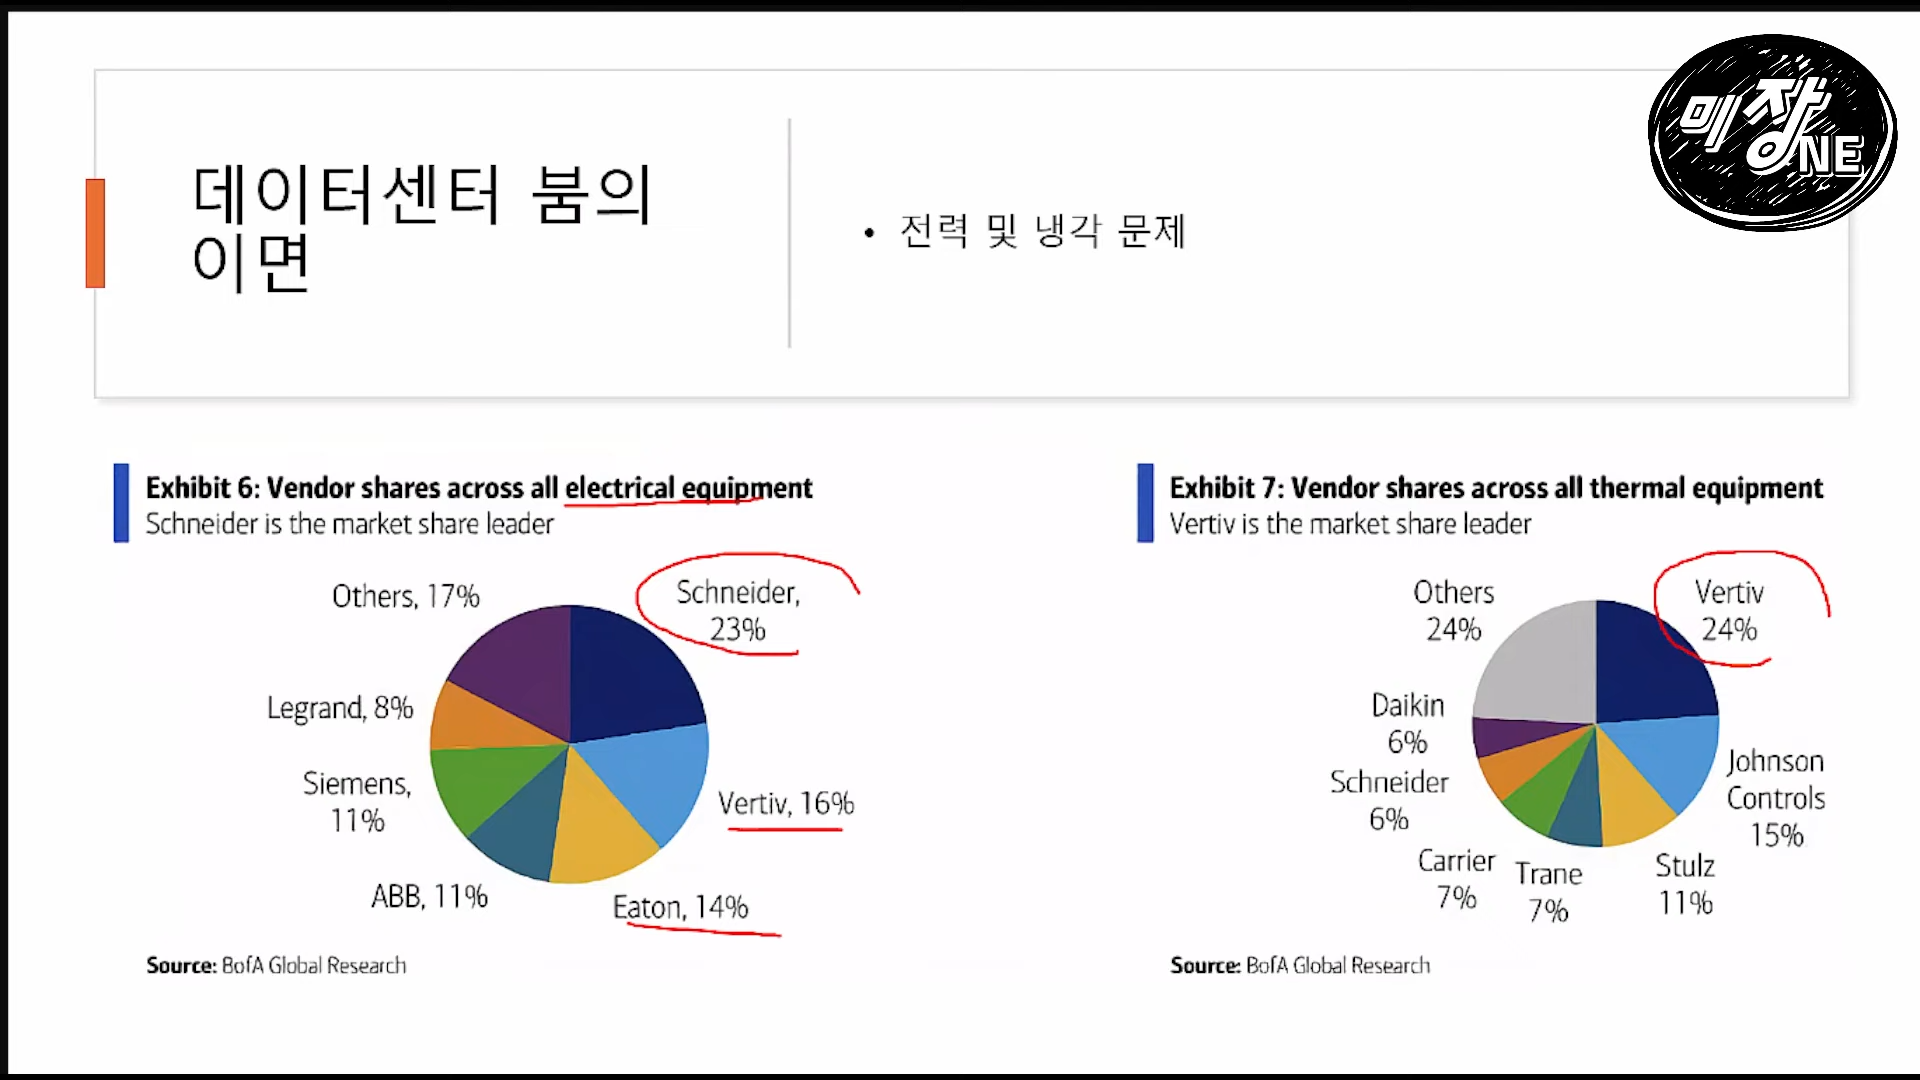 미장
NE
데이터센터 붐의
이면
• 전력 및 냉각 문제
Exhibit 6: Vendor shares across all electrical equipment
Schneider is the market share leader
Others, 17%
Schneider,
23%
Legrand, 8%
Siemens,
11%
Vertiv, 16%
ABB, 11%
Eaton, 14%
Source: BofA Global Research
Exhibit 7: Vendor shares across all thermal equipment
Vertiv is the market share leader
Others
24%
Vertiv
24%
Daikin
6%
Schneider
6%
Johnson
Controls
15%
Carrier
7%
Trane
7%
Stulz
11%
Source: BofA Global Research